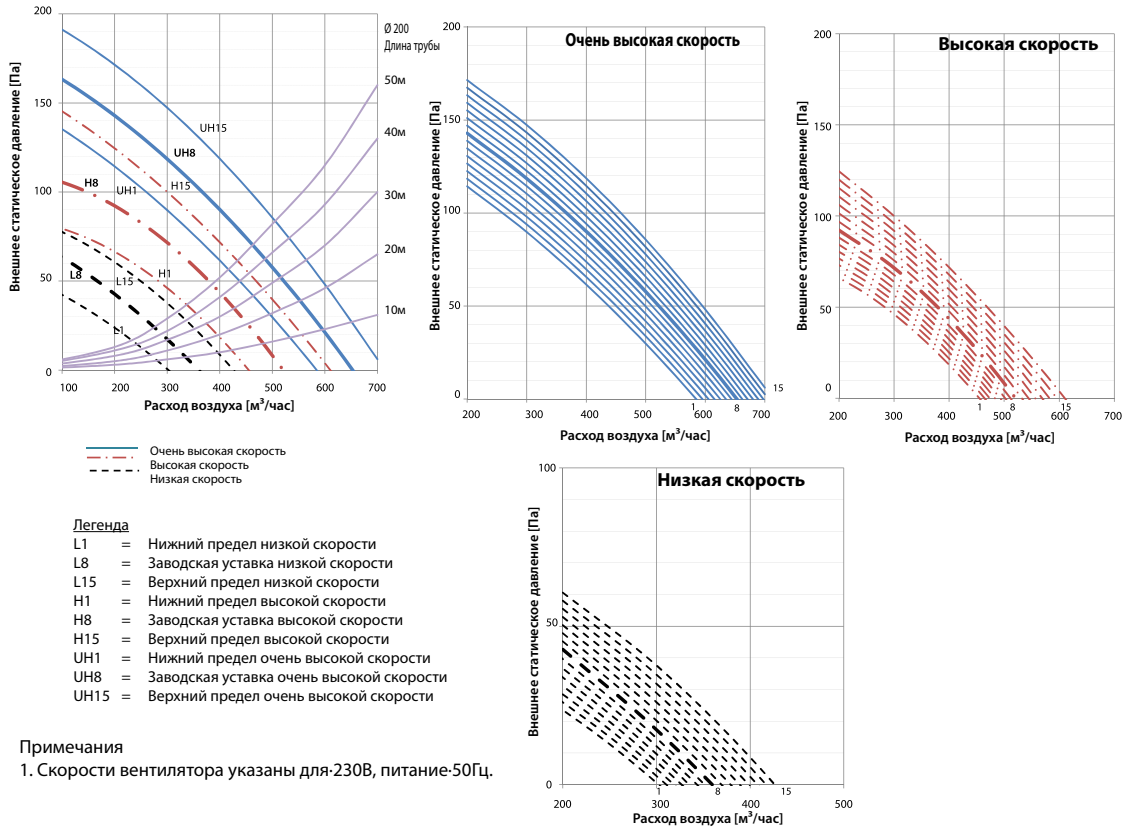 200
150
100
50
0
Внешнее статическое давление [Па]
Ø 200
Длина трубы
50м
40м
30м
20м
10м
UH15
UH8
H15
UH1
H8
H1
L15
L8
L1
100 200 300 400 500 600 700
Расход воздуха [м³/час]
Очень высокая скорость
200
150
100
50
0
Внешнее статическое давление [Па]
1 8 15
200 300 400 500 600 700
Расход воздуха [м³/час]
Высокая скорость
200
150
100
50
0
Внешнее статическое давление [Па]
1 8 15
200 300 400 500 600 700
Расход воздуха [м³/час]
Очень высокая скорость
Высокая скорость
Низкая скорость
Легенда
L1 = Нижний предел низкой скорости
L8 = Заводская уставка низкой скорости
L15 = Верхний предел низкой скорости
H1 = Нижний предел высокой скорости
H8 = Заводская уставка высокой скорости
H15 = Верхний предел высокой скорости
UH1 = Нижний предел очень высокой скорости
UH8 = Заводская уставка очень высокой скорости
UH15 = Верхний предел очень высокой скорости
Низкая скорость
100
50
0
Внешнее статическое давление [Па]
1 8 15
200 300 400 500
Расход воздуха [м³/час]
Примечания
1. Скорости вентилятора указаны для·230В, питание·50Гц.